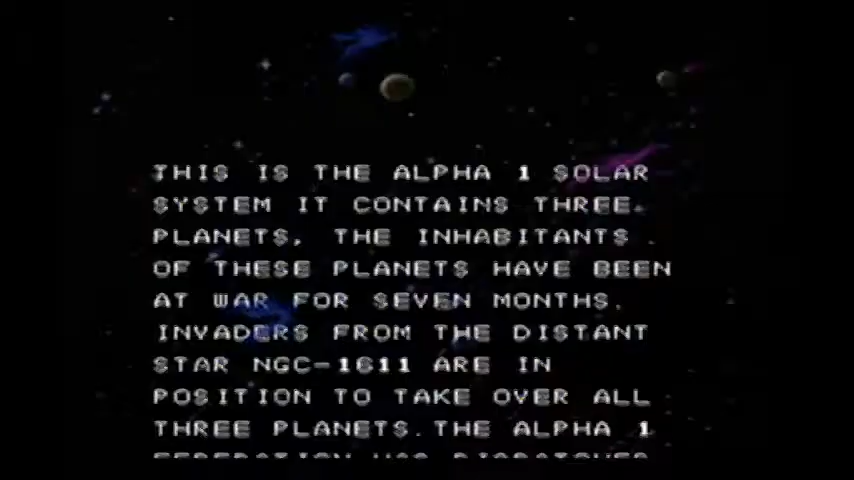 THIS IS THE ALPHA 1 SOLAR
SYSTEM IT CONTAINS THREE
PLANETS, THE INHABITANTS
OF THESE PLANETS HAVE BEEN
AT WAR FOR SEVEN MONTHS.
INVADERS FROM THE DISTANT
STAR NGC-1611 ARE IN
POSITION TO TAKE OVER ALL
THREE PLANETS.THE ALPHA 1